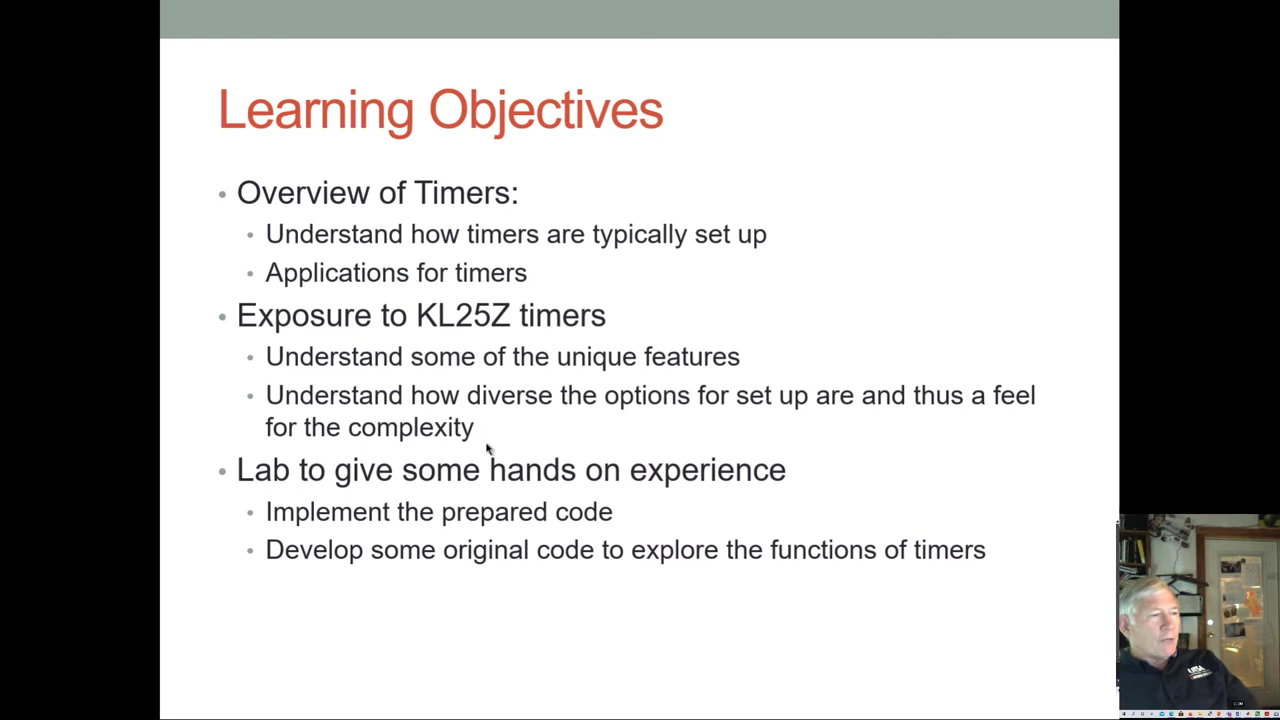 Learning Objectives
• Overview of Timers:
• Understand how timers are typically set up
• Applications for timers
• Exposure to KL25Z timers
• Understand some of the unique features
• Understand how diverse the options for set up are and thus a feel
for the complexity
• Lab to give some hands on experience
• Implement the prepared code
• Develop some original code to explore the functions of timers
UTSA